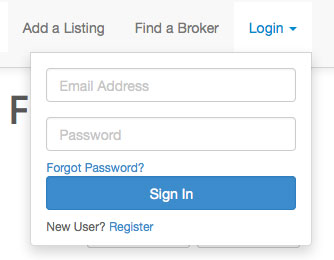 Add a Listing Find a Broker Login
Email Address
F
Password
Forgot Password?
Sign In
New User? Register